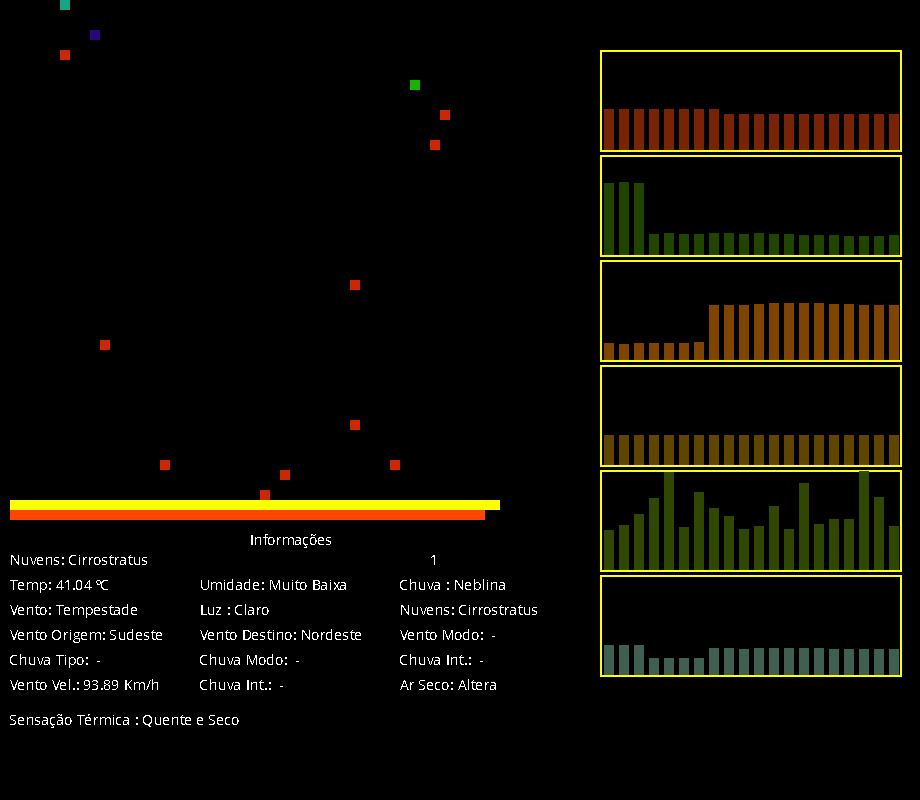 Informações
Nuvens: Cirrostratus 1
Temp: 41.04 ºC Umidade: Muito Baixa Chuva : Neblina
Vento: Tempestade Luz : Claro Nuvens: Cirrostratus
Vento Origem: Sudeste Vento Destino: Nordeste Vento Modo: -
Chuva Tipo: - Chuva Modo: - Chuva Int.: -
Vento Vel.: 93.89 Km/h Chuva Int.: - Ar Seco: Altera
Sensação Térmica : Quente e Seco